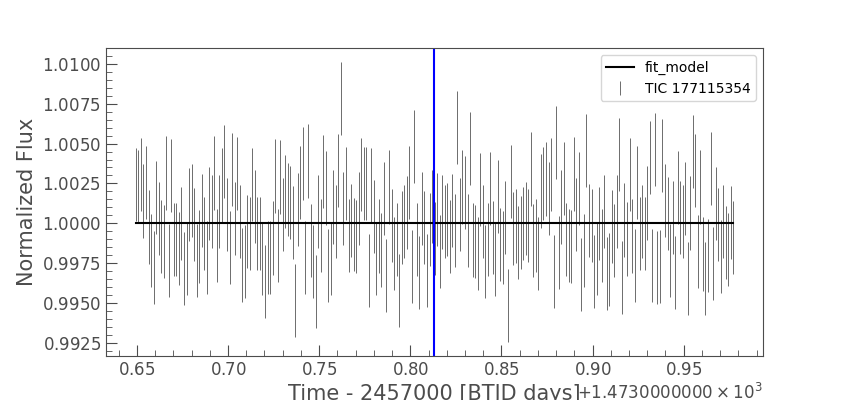 1.0100
1.0075
1.0050
1.0025
1.0000
0.9975
0.9950
0.9925
Normalized Flux
fit_model
TIC 177115354
0.65 0.70 0.75 0.80 0.85 0.90 0.95
Time - 2457000 [BTJD days]
+1.4730000000 × 10³